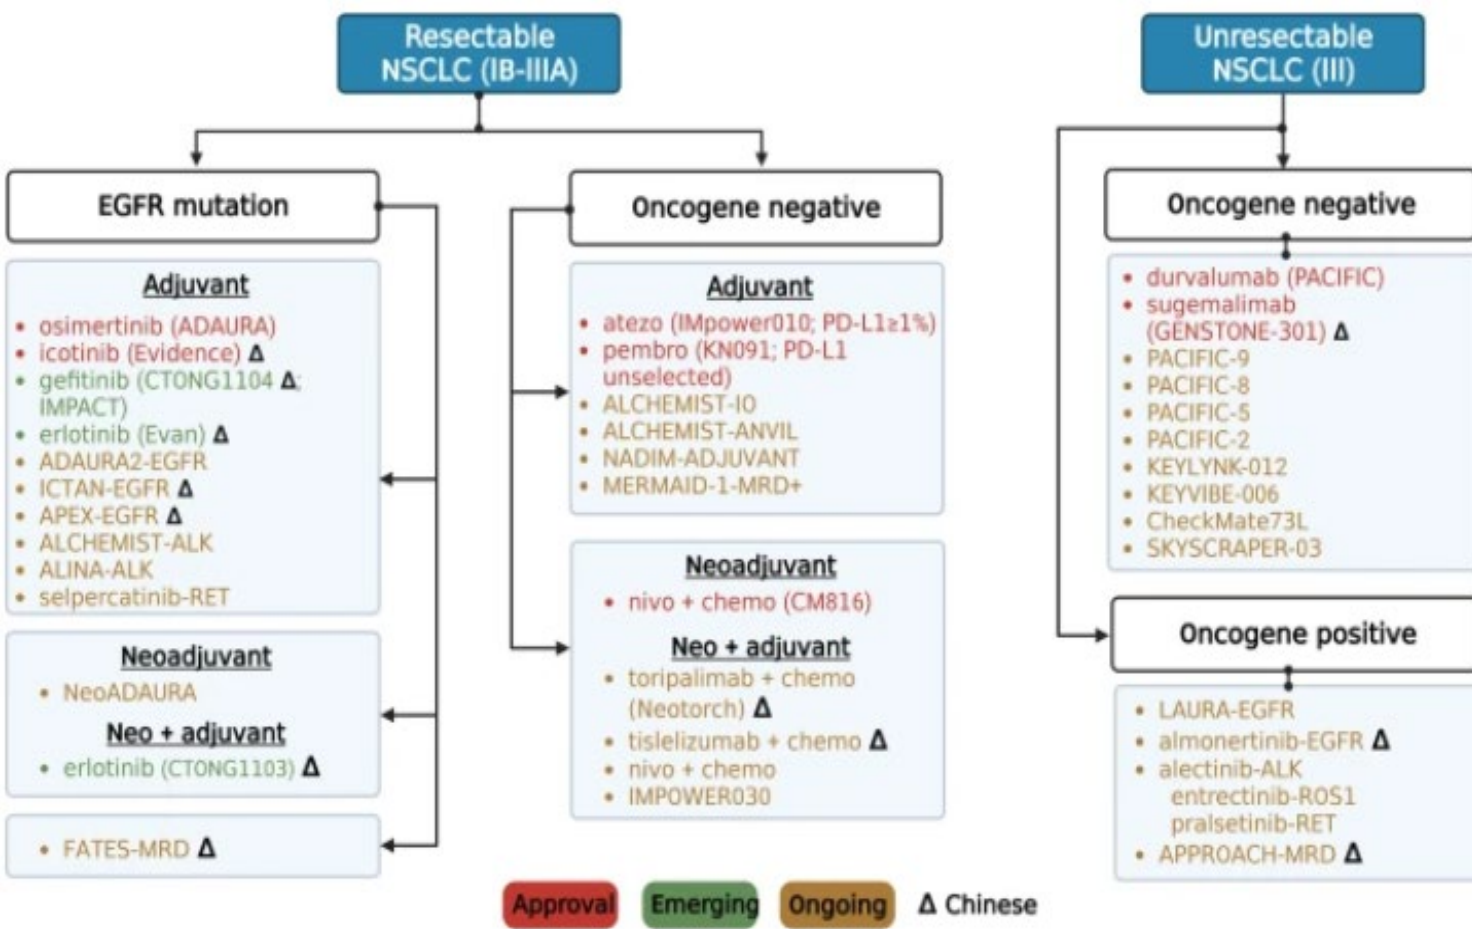 Resectable
NSCLC (IB-IIIA)
EGFR mutation
Adjuvant
• osimertinib (ADAURA)
• icotinib (Evidence) Δ
• gefitinib (CTONG1104 Δ;
IMPACT)
• erlotinib (Evan) Δ
• ADAURA2-EGFR
• ICTAN-EGFR Δ
• APEX-EGFR Δ
• ALCHEMIST-ALK
• ALINA-ALK
• selpercatinib-RET
Neoadjuvant
• NeoADAURA
Neo + adjuvant
• erlotinib (CTONG1103) Δ
• FATES-MRD Δ
Oncogene negative
Adjuvant
• atezo (IMpower010; PD-L1≥1%)
• pembro (KN091; PD-L1
unselected)
• ALCHEMIST-IO
• ALCHEMIST-ANVIL
• NADIM-ADJUVANT
• MERMAID-1-MRD+
Neoadjuvant
• nivo + chemo (CM816)
Neo + adjuvant
• toripalimab + chemo
(Neotorch) Δ
• tislelizumab + chemo Δ
• nivo + chemo
• IMPOWER030
Unresectable
NSCLC (III)
Oncogene negative
• durvalumab (PACIFIC)
• sugemalimab
(GENSTONE-301) Δ
• PACIFIC-9
• PACIFIC-8
• PACIFIC-5
• PACIFIC-2
• KEYLYNK-012
• KEYVIBE-006
• CheckMate73L
• SKYSCRAPER-03
Oncogene positive
• LAURA-EGFR
• almonertinib-EGFR Δ
• alectinib-ALK
entrectinib-ROS1
pralsetinib-RET
• APPROACH-MRD Δ
Approval
Emerging
Ongoing
Δ Chinese